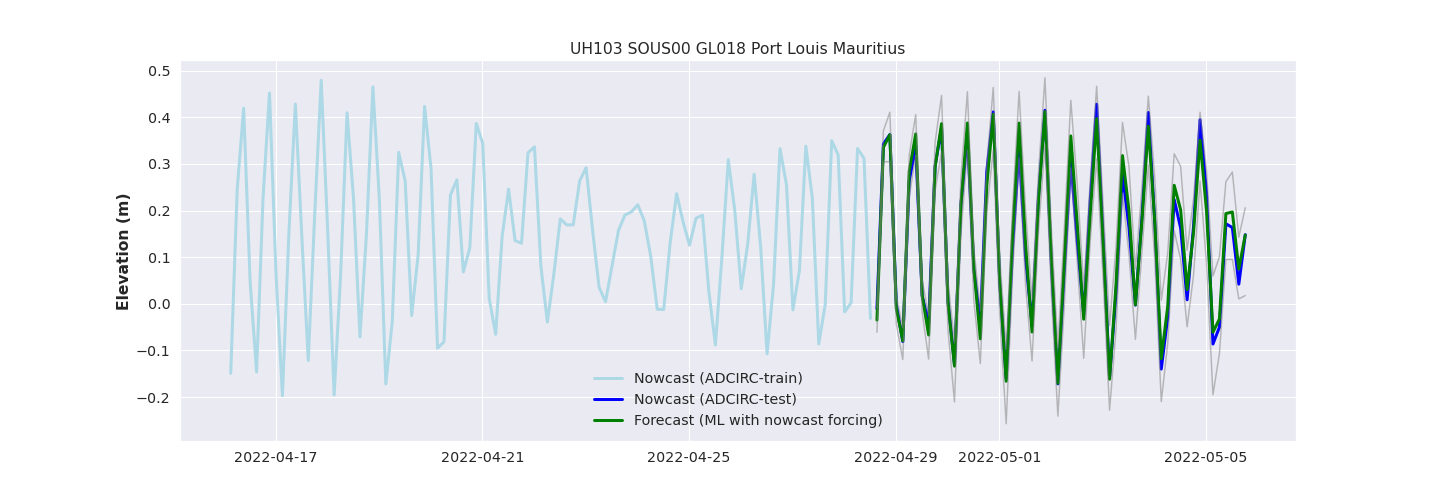 UH103 SOUS00 GL018 Port Louis Mauritius
Elevation (m)
0.5
0.4
0.3
0.2
0.1
0.0
−0.1
−0.2
Nowcast (ADCIRC-train)
Nowcast (ADCIRC-test)
Forecast (ML with nowcast forcing)
2022-04-17 2022-04-21 2022-04-25 2022-04-29 2022-05-01 2022-05-05